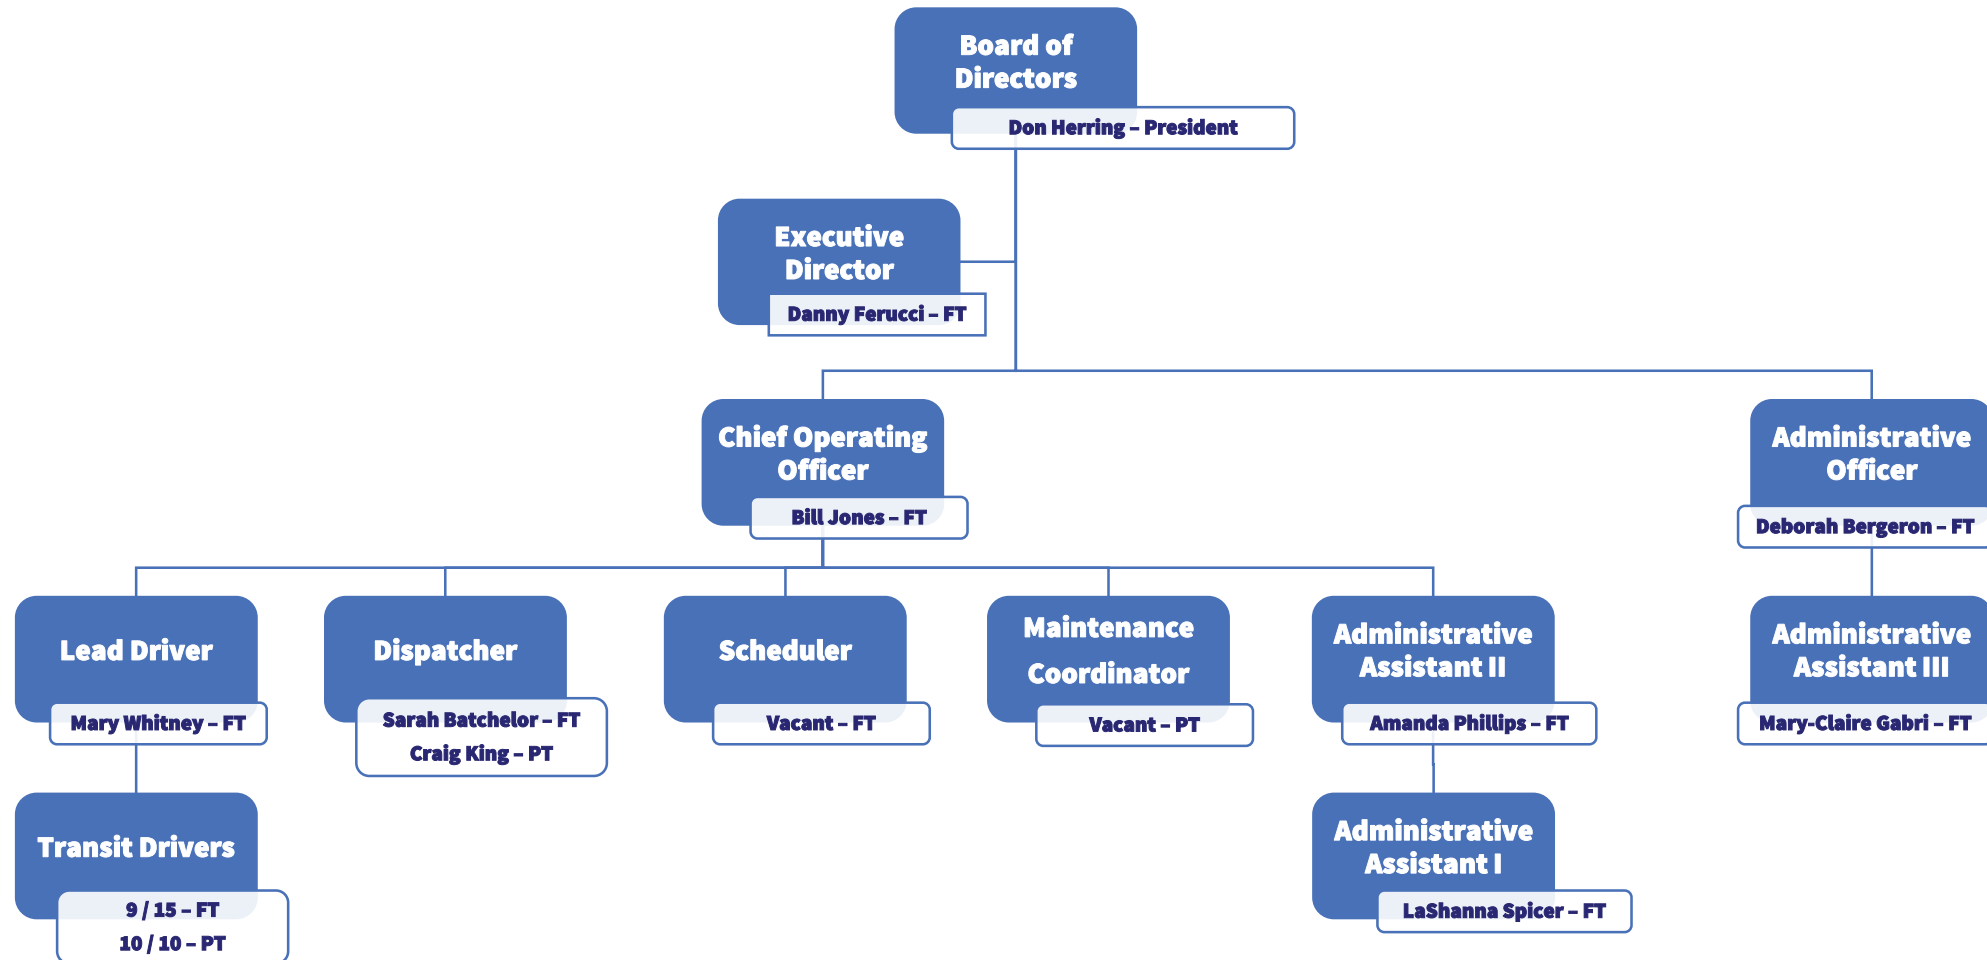 Board of
Directors
Don Herring – President
Executive
Director
Danny Ferucci – FT
Chief Operating
Officer
Bill Jones – FT
Administrative
Officer
Deborah Bergeron – FT
Lead Driver
Mary Whitney – FT
Dispatcher
Sarah Batchelor – FT
Craig King – PT
Scheduler
Vacant – FT
Maintenance
Coordinator
Vacant – PT
Administrative
Assistant II
Amanda Phillips – FT
Administrative
Assistant III
Mary-Claire Gabri – FT
Transit Drivers
9 / 15 – FT
10 / 10 – PT
Administrative
Assistant I
LaShanna Spicer – FT